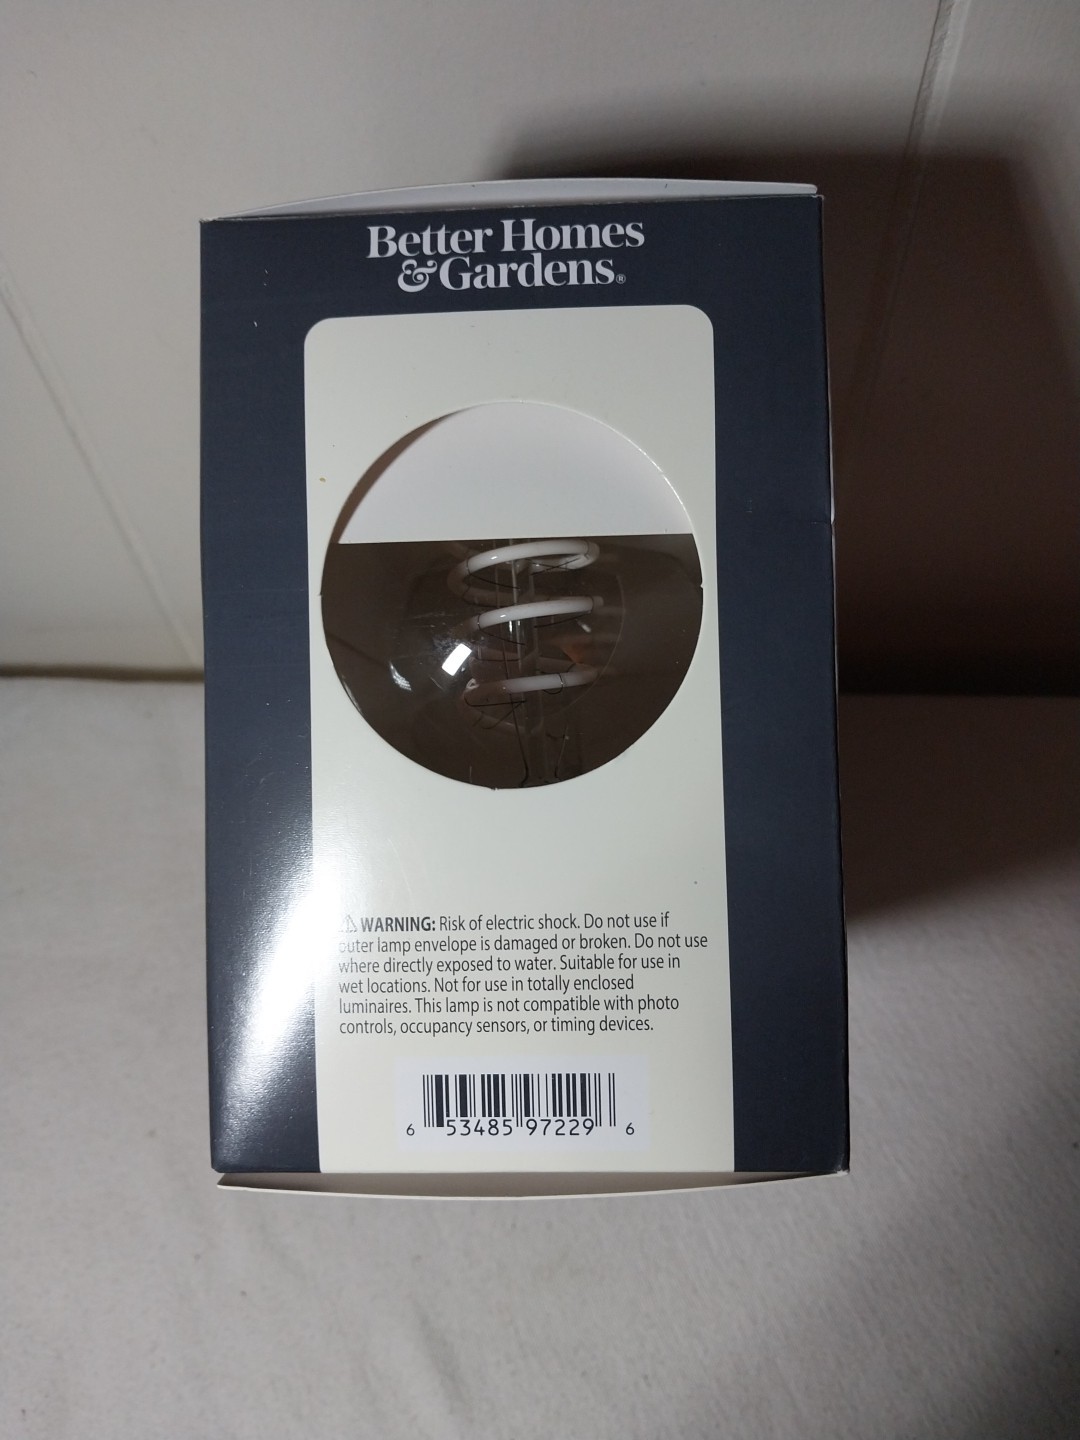 Better Homes
& Gardens®
⚠ WARNING: Risk of electric shock. Do not use if
outer lamp envelope is damaged or broken. Do not use
where directly exposed to water. Suitable for use in
wet locations. Not for use in totally enclosed
luminaires. This lamp is not compatible with photo
controls, occupancy sensors, or timing devices.
6 53485 97229 6